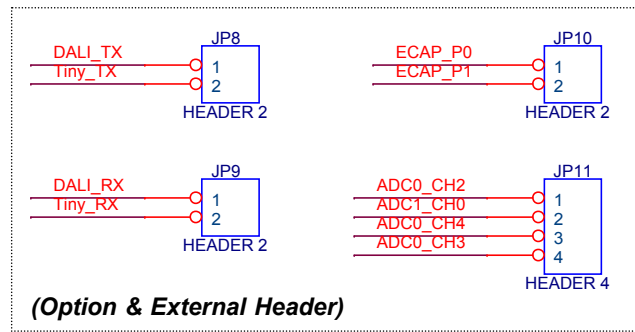 JP8
DALI_TX
1
Tiny_TX
2
HEADER 2
JP10
ECAP_P0
1
ECAP_P1
2
HEADER 2
JP9
DALI_RX
1
Tiny_RX
2
HEADER 2
JP11
ADC0_CH2
1
ADC1_CH0
2
ADC0_CH4
3
ADC0_CH3
4
HEADER 4
(Option & External Header)